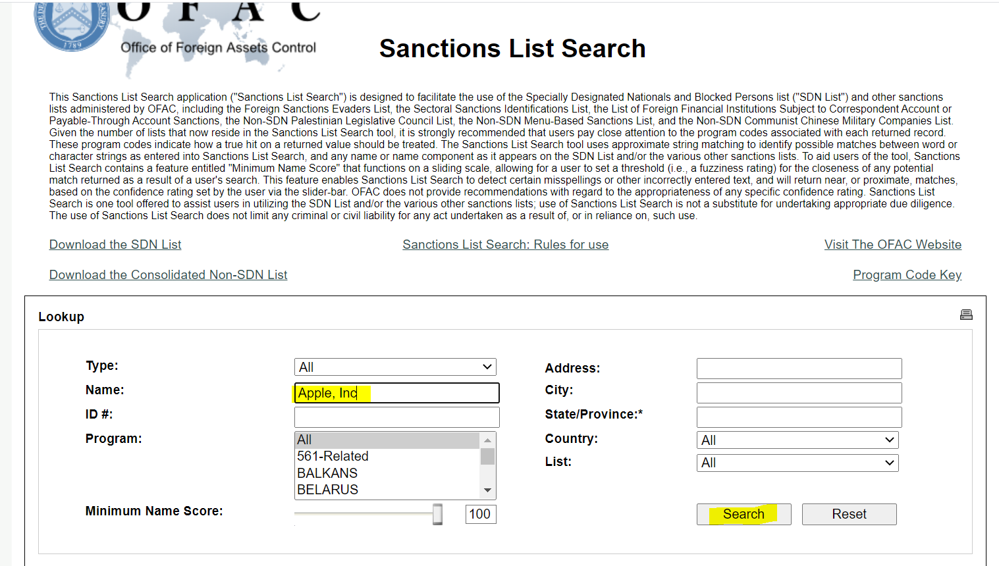 O F A C
THE DE
TREASURY
1789
Office of Foreign Assets Control
Sanctions List Search
This Sanctions List Search application ("Sanctions List Search") is designed to facilitate the use of the Specially Designated Nationals and Blocked Persons list ("SDN List") and other sanctions
lists administered by OFAC, including the Foreign Sanctions Evaders List, the Sectoral Sanctions Identifications List, the List of Foreign Financial Institutions Subject to Correspondent Account or
Payable-Through Account Sanctions, the Non-SDN Palestinian Legislative Council List, the Non-SDN Menu-Based Sanctions List, and the Non-SDN Communist Chinese Military Companies List.
Given the number of lists that now reside in the Sanctions List Search tool, it is strongly recommended that users pay close attention to the program codes associated with each returned record.
These program codes indicate how a true hit on a returned value should be treated. The Sanctions List Search tool uses approximate string matching to identify possible matches between word or
character strings as entered into Sanctions List Search, and any name or name component as it appears on the SDN List and/or the various other sanctions lists. To aid users of the tool, Sanctions
List Search contains a feature entitled "Minimum Name Score" that functions on a sliding scale, allowing for a user to set a threshold (i.e., a fuzziness rating) for the closeness of any potential
match returned as a result of a user's search. This feature enables Sanctions List Search to detect certain misspellings or other incorrectly entered text, and will return near, or proximate, matches,
based on the confidence rating set by the user via the slider-bar. OFAC does not provide recommendations with regard to the appropriateness of any specific confidence rating. Sanctions List
Search is one tool offered to assist users in utilizing the SDN List and/or the various other sanctions lists; use of Sanctions List Search is not a substitute for undertaking appropriate due diligence.
The use of Sanctions List Search does not limit any criminal or civil liability for any act undertaken as a result of, or in reliance on, such use.
Download the SDN List
Sanctions List Search: Rules for use
Visit The OFAC Website
Download the Consolidated Non-SDN List
Program Code Key
Lookup
Type:
All
Address:
Name:
Apple, Inc
City:
ID #:
State/Province:*
Program:
All
561-Related
BALKANS
BELARUS
Country:
All
List:
All
Minimum Name Score:
100
Search
Reset